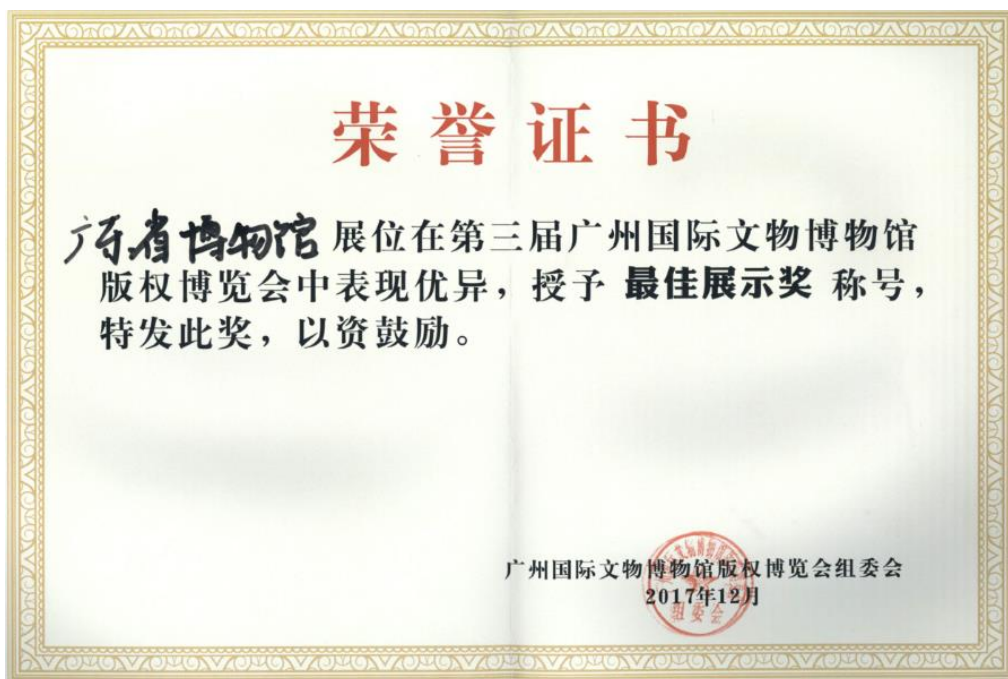 荣誉证书
广东省博物馆 展位在第三届广州国际文物博物馆
版权博览会中表现优异，授予 最佳展示奖 称号，
特发此奖，以资鼓励。
广州国际文物博物馆版权博览会组委会
2017年12月
组委会